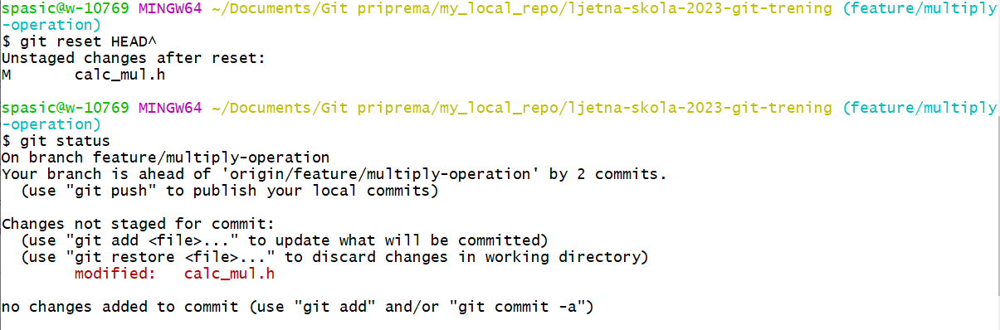 spasic@w-10769 MINGW64 ~/Documents/Git priprema/my_local_repo/ljetna-skola-2023-git-trening (feature/multiply
-operation)
$ git reset HEAD^
Unstaged changes after reset:
M       calc_mul.h

spasic@w-10769 MINGW64 ~/Documents/Git priprema/my_local_repo/ljetna-skola-2023-git-trening (feature/multiply
-operation)
$ git status
On branch feature/multiply-operation
Your branch is ahead of 'origin/feature/multiply-operation' by 2 commits.
  (use "git push" to publish your local commits)

Changes not staged for commit:
  (use "git add <file>..." to update what will be committed)
  (use "git restore <file>..." to discard changes in working directory)
        modified:   calc_mul.h

no changes added to commit (use "git add" and/or "git commit -a")